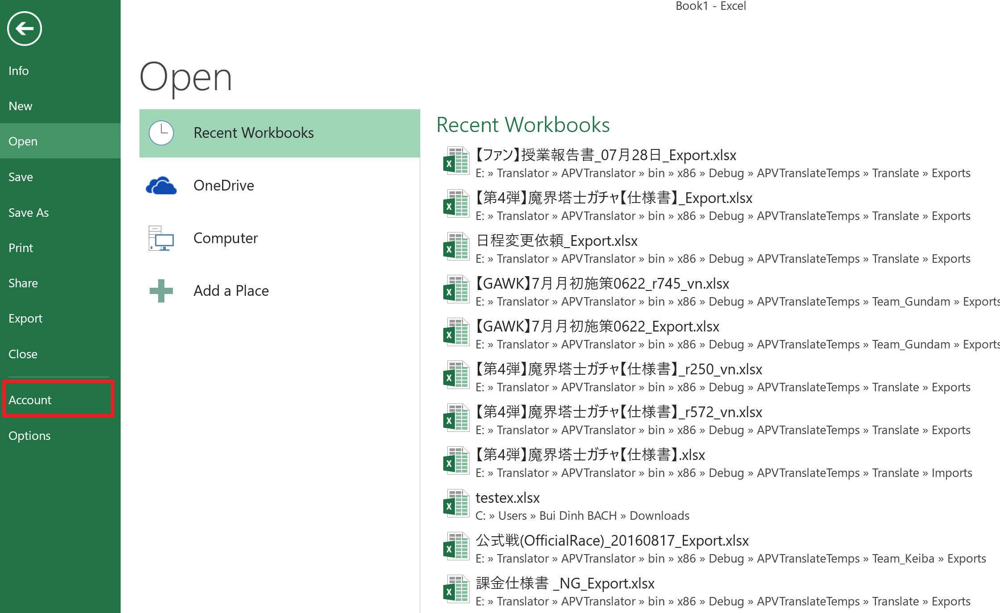 Book1 - Excel
Info
New
Open
Save
Save As
Print
Share
Export
Close
Account
Options
Open
Recent Workbooks
OneDrive
Computer
Add a Place
Recent Workbooks
【ファン】授業報告書_07月28日_Export.xlsx
E: » Translator » APVTranslator » bin » x86 » Debug » APVTranslateTemps » Translate » Exports
【第4弾】魔界塔士ガチャ【仕様書】_Export.xlsx
E: » Translator » APVTranslator » bin » x86 » Debug » APVTranslateTemps » Translate » Exports
日程変更依頼_Export.xlsx
E: » Translator » APVTranslator » bin » x86 » Debug » APVTranslateTemps » Translate » Exports
【GAWK】7月月初施策0622_r745_vn.xlsx
E: » Translator » APVTranslator » bin » x86 » Debug » APVTranslateTemps » Team_Gundam » Exports
【GAWK】7月月初施策0622_Export.xlsx
E: » Translator » APVTranslator » bin » x86 » Debug » APVTranslateTemps » Team_Gundam » Exports
【第4弾】魔界塔士ガチャ【仕様書】_r250_vn.xlsx
E: » Translator » APVTranslator » bin » x86 » Debug » APVTranslateTemps » Translate » Exports
【第4弾】魔界塔士ガチャ【仕様書】_r572_vn.xlsx
E: » Translator » APVTranslator » bin » x86 » Debug » APVTranslateTemps » Translate » Exports
【第4弾】魔界塔士ガチャ【仕様書】.xlsx
E: » Translator » APVTranslator » bin » x86 » Debug » APVTranslateTemps » Translate » Imports
testex.xlsx
C: » Users » Bui Dinh BACH » Downloads
公式戦(OfficialRace)_20160817_Export.xlsx
E: » Translator » APVTranslator » bin » x86 » Debug » APVTranslateTemps » Team_Keiba » Exports
課金仕様書 _NG_Export.xlsx
E: » Translator » APVTranslator » bin » x86 » Debug » APVTranslateTemps » Translate » Exports